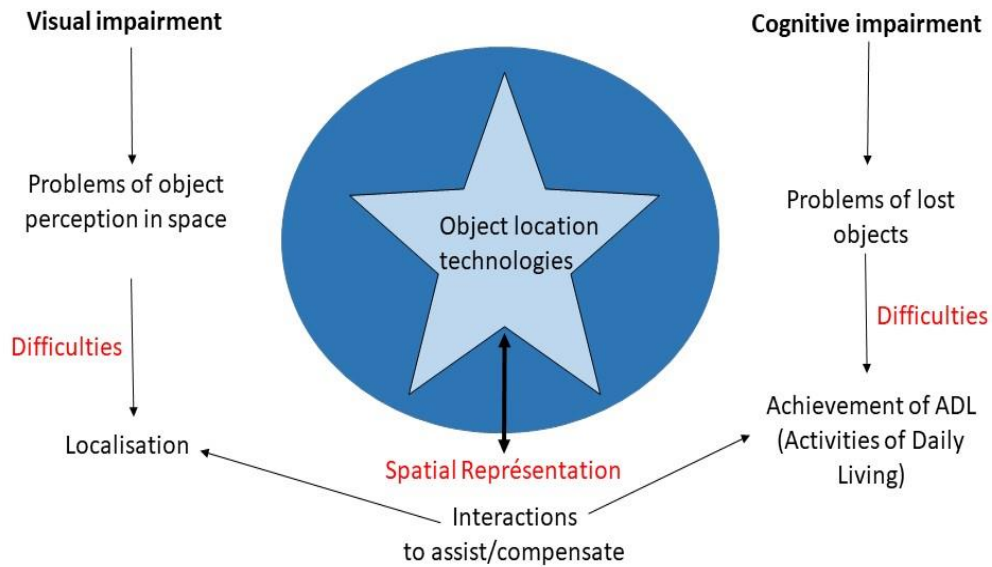 Visual impairment
Cognitive impairment
Problems of object
perception in space
Object location
technologies
Problems of lost
objects
Difficulties
Difficulties
Localisation
Achievement of ADL
(Activities of Daily
Living)
Spatial Représentation
Interactions
to assist/compensate